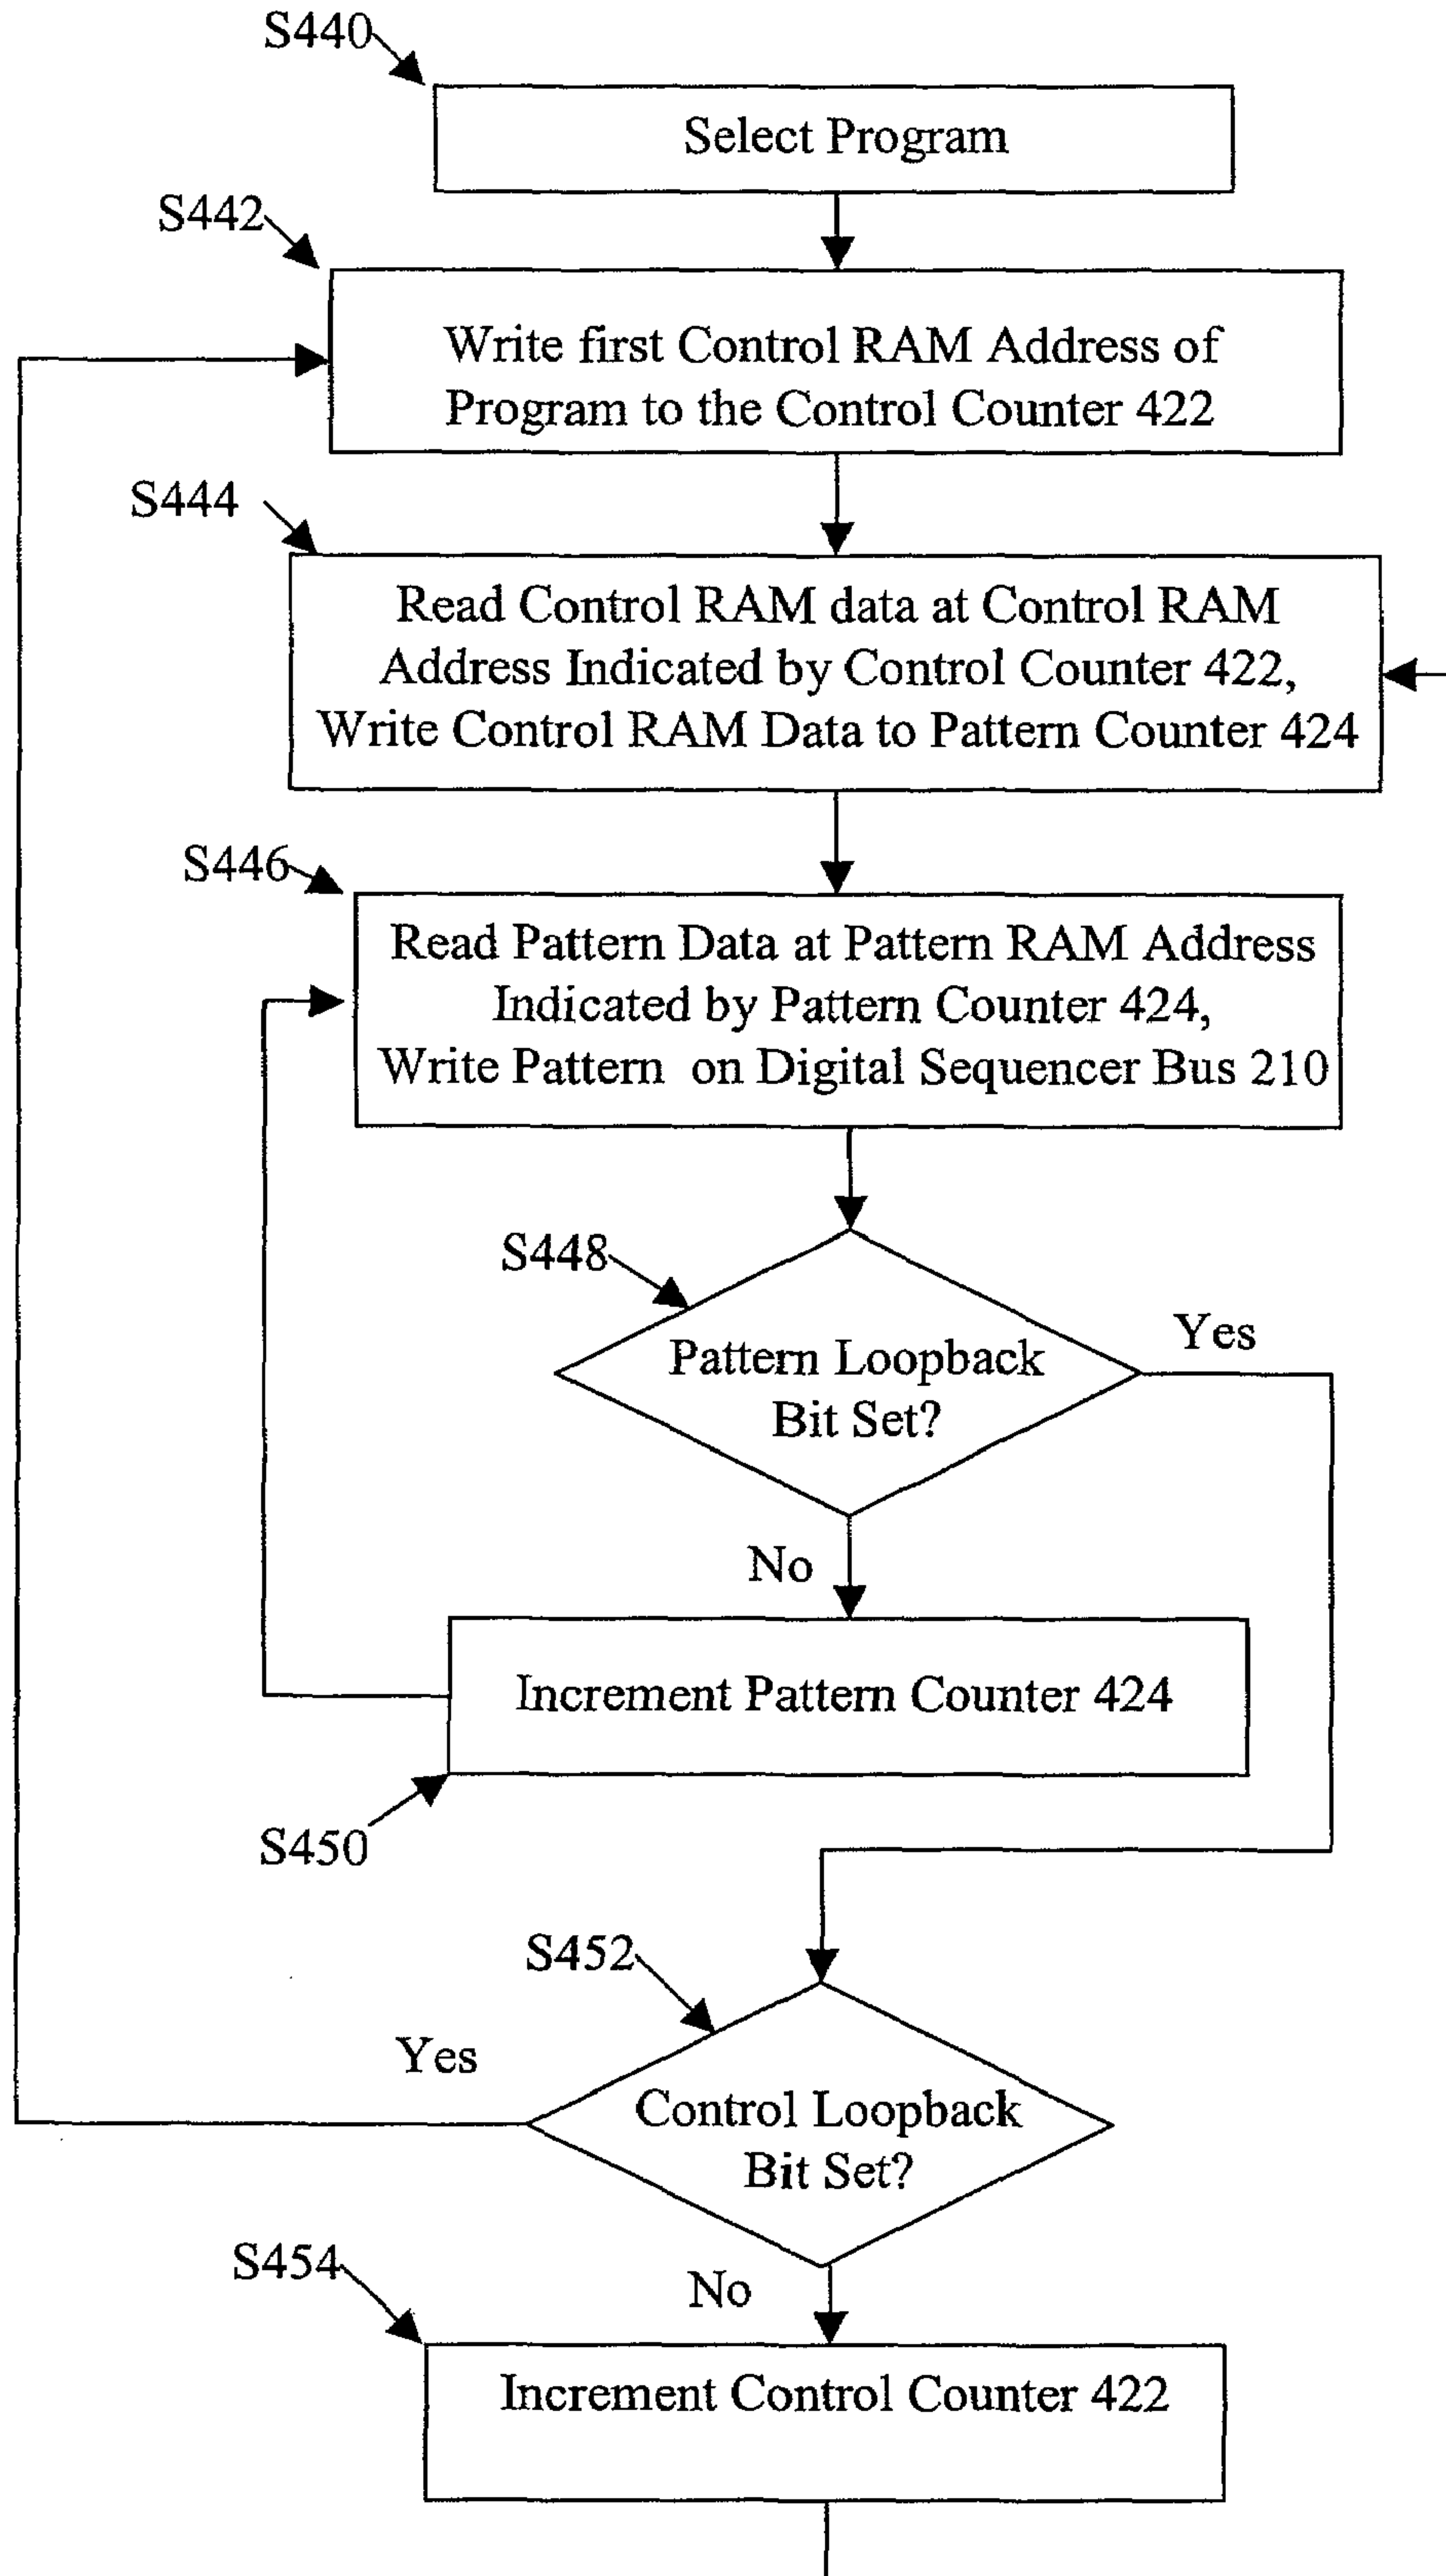 S440
Select Program
S442
Write first Control RAM Address of
Program to the Control Counter 422
S444
Read Control RAM data at Control RAM
Address Indicated by Control Counter 422,
Write Control RAM Data to Pattern Counter 424
S446
Read Pattern Data at Pattern RAM Address
Indicated by Pattern Counter 424,
Write Pattern on Digital Sequencer Bus 210
S448
Yes
Pattern Loopback
Bit Set?
No
Increment Pattern Counter 424
S450
S452
Yes
Control Loopback
Bit Set?
S454
No
Increment Control Counter 422